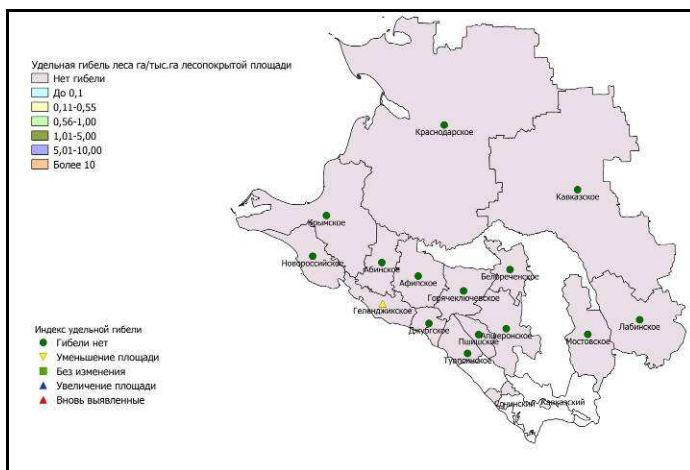 Удельная гибель леса га/тыс.га лесопокрытой площади
Нет гибели
До 0,1
0,11-0,55
0,56-1,00
1,01-5,00
5,01-10,00
Более 10
Краснодарское
Кавказское
Крымское
Новороссийское
Абинское
Афипское
Белореченское
Горячеключевское
Геленджикское
Джубгское
Апшеронское
Пшишское
Туапсинское
Мостовское
Лабинское
Кавказский
Индекс удельной гибели
Гибели нет
Уменьшение площади
Без изменения
Увеличение площади
Вновь выявленные